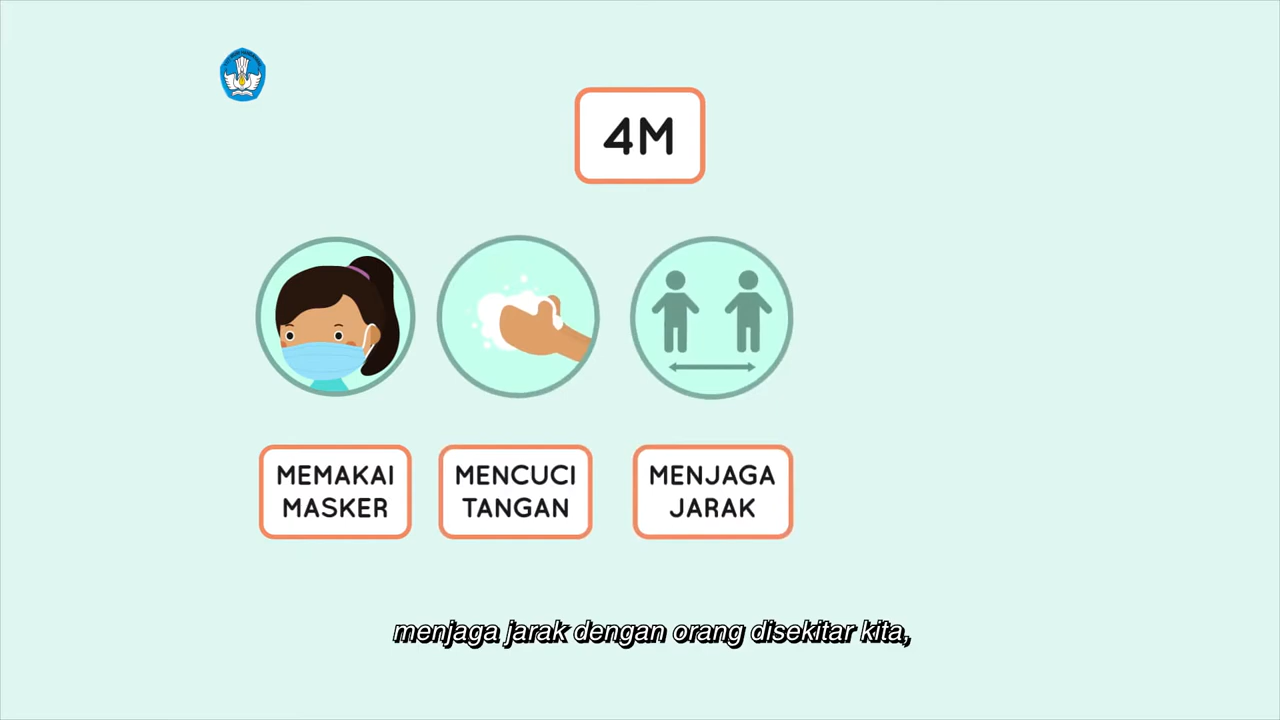 4M
MEMAKAI
MASKER
MENCUCI
TANGAN
MENJAGA
JARAK
menjaga jarak dengan orang disekitar kita,